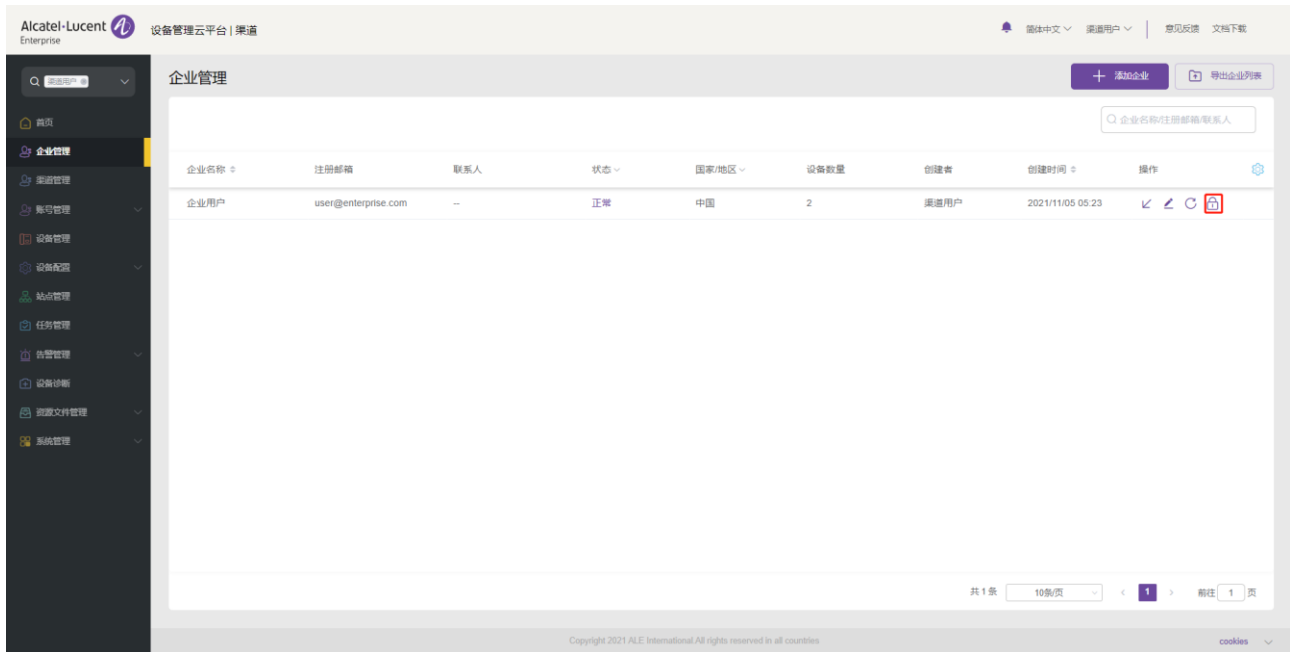 Alcatel·Lucent
Enterprise
设备管理云平台 | 渠道
简体中文
渠道用户
意见反馈
文档下载
渠道用户
首页
企业管理
渠道管理
账号管理
设备管理
设备配置
站点管理
任务管理
告警管理
设备诊断
资源文件管理
系统管理
企业管理
添加企业
导出企业列表
企业名称/注册邮箱/联系人
企业名称 注册邮箱 联系人 状态 国家/地区 设备数量 创建者 创建时间 操作
企业用户 user@enterprise.com -- 正常 中国 2 渠道用户 2021/11/05 05:23
共 1 条 10条/页 < 1 > 前往 1 页
Copyright 2021 ALE International.All rights reserved in all countries
cookies